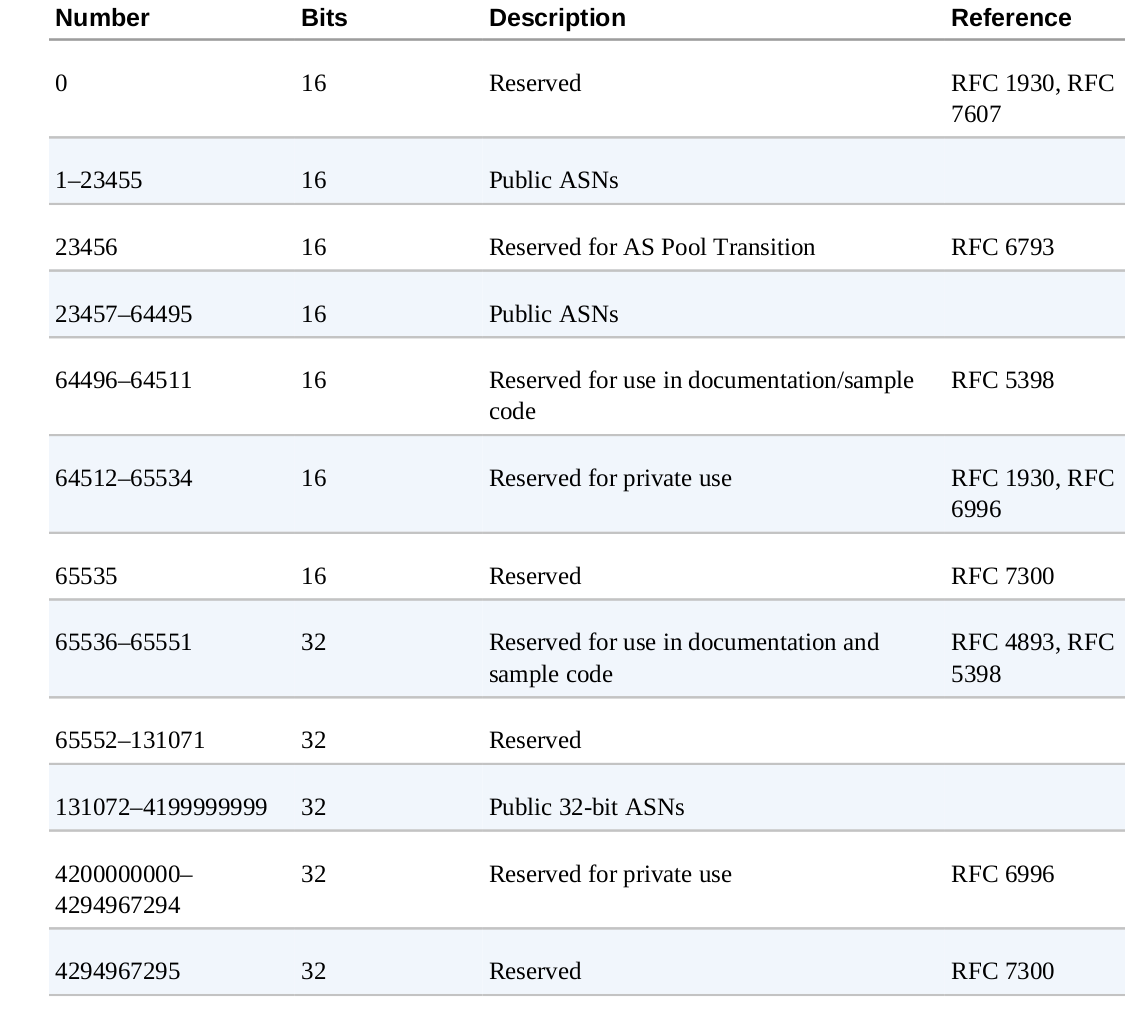 Number Bits Description Reference
0 16 Reserved RFC 1930, RFC
7607
1–23455 16 Public ASNs
23456 16 Reserved for AS Pool Transition RFC 6793
23457–64495 16 Public ASNs
64496–64511 16 Reserved for use in documentation/sample RFC 5398
code
64512–65534 16 Reserved for private use RFC 1930, RFC
6996
65535 16 Reserved RFC 7300
65536–65551 32 Reserved for use in documentation and RFC 4893, RFC
sample code 5398
65552–131071 32 Reserved
131072–4199999999 32 Public 32-bit ASNs
4200000000– 32 Reserved for private use RFC 6996
4294967294
4294967295 32 Reserved RFC 7300